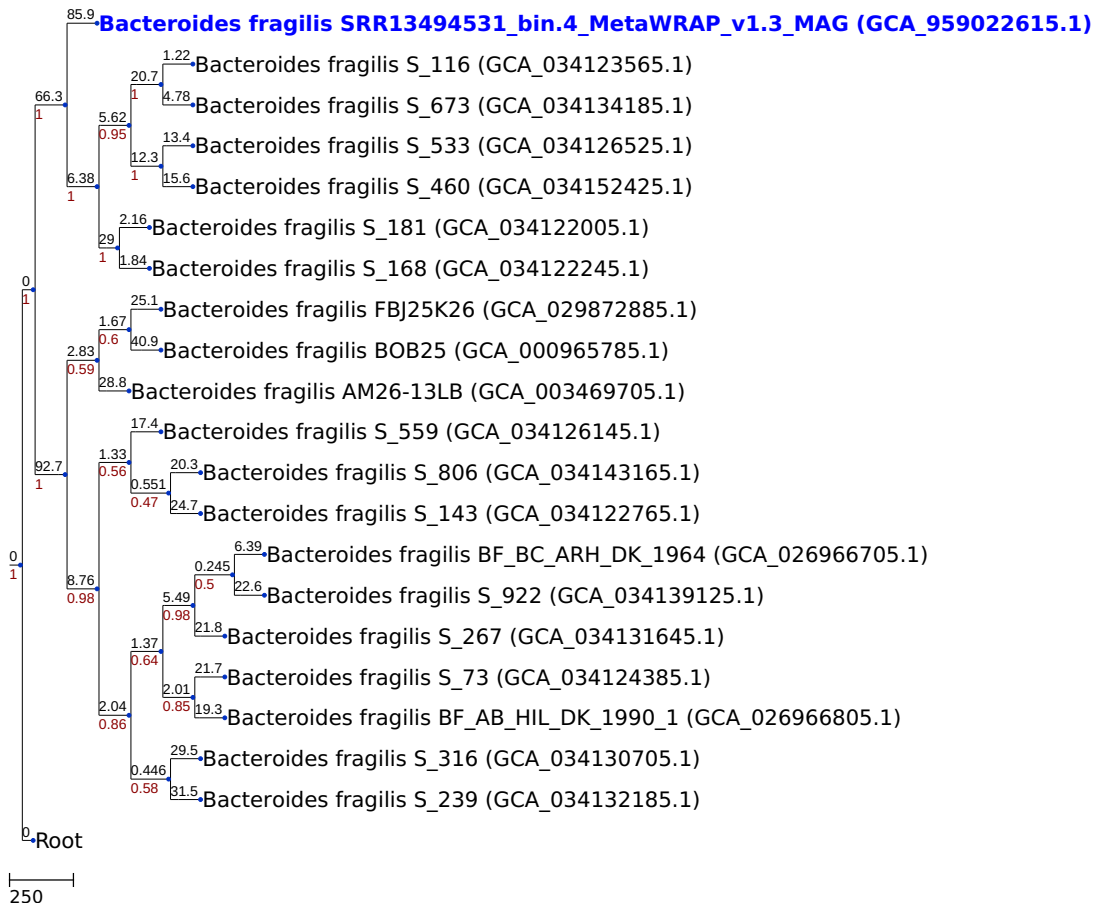 85.9
Bacteroides fragilis SRR13494531_bin.4_MetaWRAP_v1.3_MAG (GCA_959022615.1)
1.22
Bacteroides fragilis S_116 (GCA_034123565.1)
20.7
1
66.3
1
4.78
Bacteroides fragilis S_673 (GCA_034134185.1)
5.62
0.95
13.4
Bacteroides fragilis S_533 (GCA_034126525.1)
12.3
1
6.38
1
15.6
Bacteroides fragilis S_460 (GCA_034152425.1)
2.16
Bacteroides fragilis S_181 (GCA_034122005.1)
29
1
1.84
Bacteroides fragilis S_168 (GCA_034122245.1)
0
1
25.1
Bacteroides fragilis FBJ25K26 (GCA_029872885.1)
1.67
0.6
40.9
Bacteroides fragilis BOB25 (GCA_000965785.1)
2.83
0.59
28.8
Bacteroides fragilis AM26-13LB (GCA_003469705.1)
17.4
Bacteroides fragilis S_559 (GCA_034126145.1)
1.33
0.56
92.7
1
20.3
Bacteroides fragilis S_806 (GCA_034143165.1)
0.551
0.47
24.7
Bacteroides fragilis S_143 (GCA_034122765.1)
0
1
6.39
Bacteroides fragilis BF_BC_ARH_DK_1964 (GCA_026966705.1)
0.245
0.5
8.76
0.98
22.6
Bacteroides fragilis S_922 (GCA_034139125.1)
5.49
0.98
21.8
Bacteroides fragilis S_267 (GCA_034131645.1)
1.37
0.64
21.7
Bacteroides fragilis S_73 (GCA_034124385.1)
2.01
0.85
2.04
0.86
19.3
Bacteroides fragilis BF_AB_HIL_DK_1990_1 (GCA_026966805.1)
29.5
Bacteroides fragilis S_316 (GCA_034130705.1)
0.446
0.58
31.5
Bacteroides fragilis S_239 (GCA_034132185.1)
0
Root
250